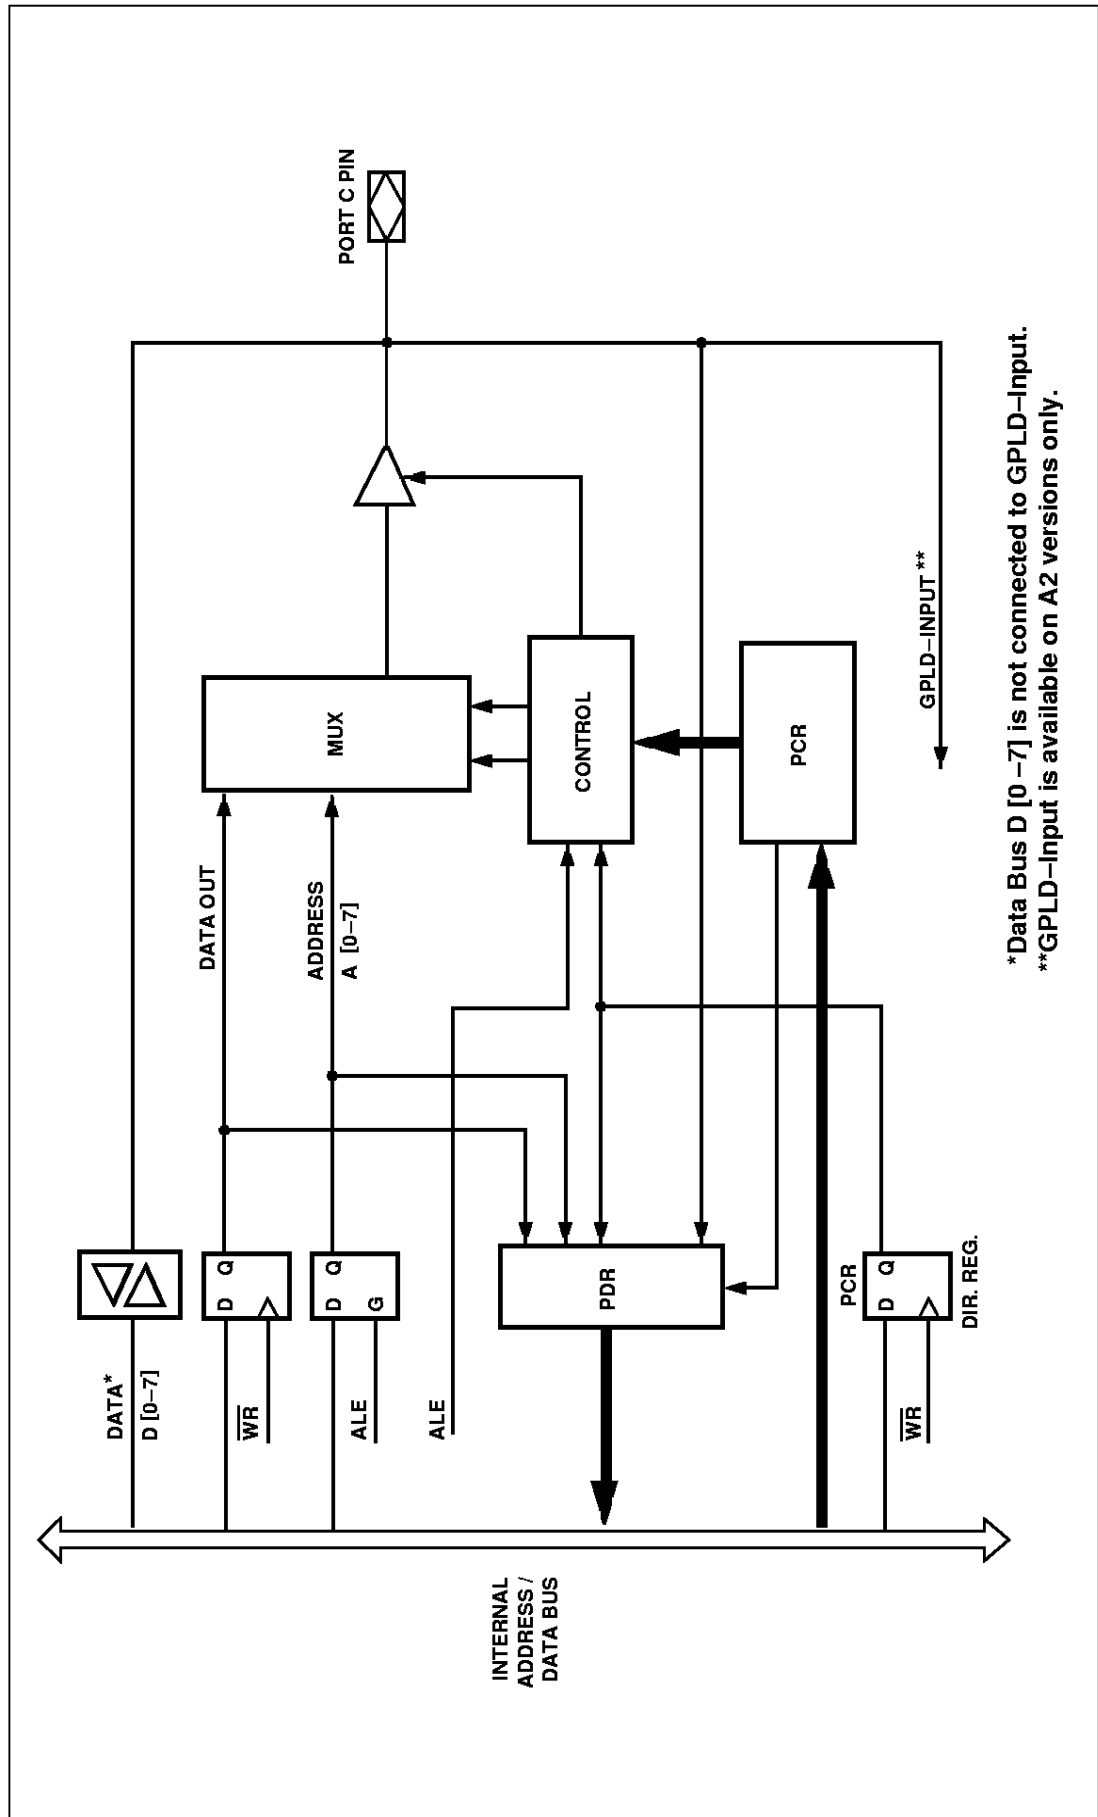 DATA*
D [0–7]
WR
ALE
ALE
D Q
D Q
G
DATA OUT
ADDRESS
A [0–7]
MUX
PORT C PIN
CONTROL
PDR
PCR
INTERNAL
ADDRESS /
DATA BUS
PCR
D Q
DIR. REG.
WR
GPLD–INPUT **
*Data Bus D [0 –7] is not connected to GPLD–Input.
**GPLD–Input is available on A2 versions only.